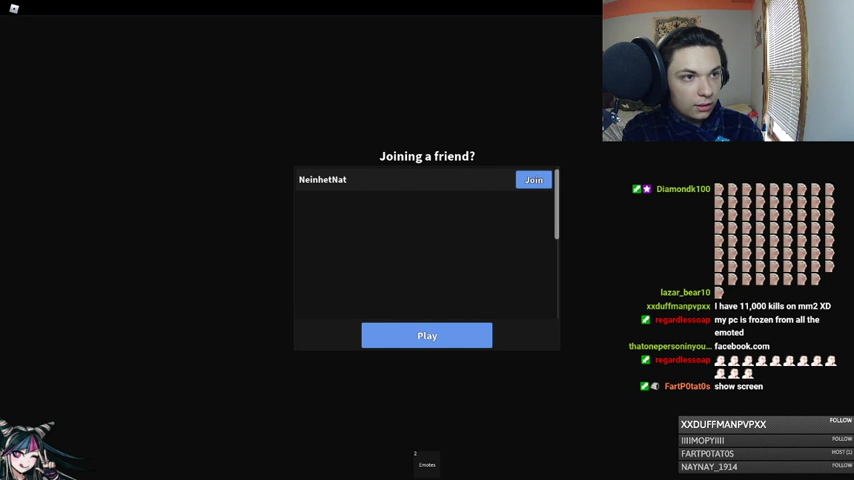 Joining a friend?
NeinhetNat
Join
Play
2
Emotes
Diamondk100
lazar_bear10
xxduffmanpvpxx I have 11,000 kills on mm2 XD
regardlessoap my pc is frozen from all the
emoted
thatonepersoninyou... facebook.com
regardlessoap
FartP0tat0s show screen
XXDUFFMANPVPXX FOLLOW
IIIIMOPYIIII FOLLOW
FARTP0TAT0S HOST (1)
NAYNAY_1914 FOLLOW